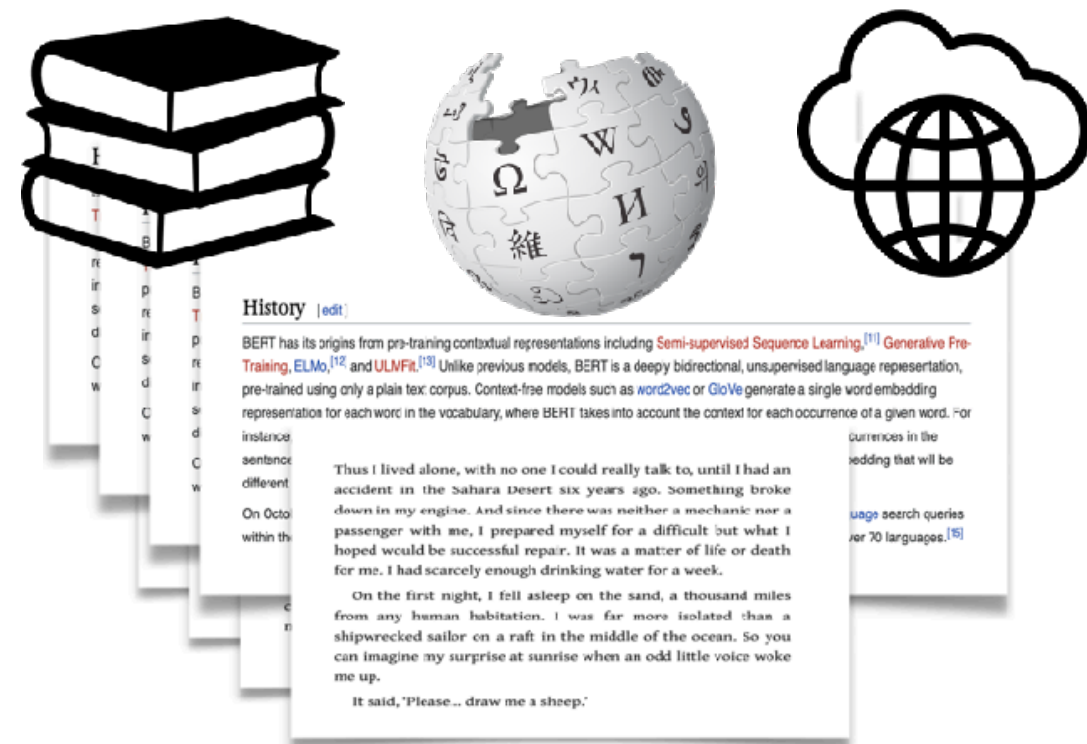 Ω
W
И
維
ウィ
7
History [edit]
BERT has its origins from pre-training contextual representations including Semi-supervised Sequence Learning,[11] Generative Pre-
Training, ELMo,[12] and ULMFit.[13] Unlike previous models, BERT is a deeply bidirectional, unsupervised language representation,
pre-trained using only a plain text corpus. Context-free models such as word2vec or GloVe generate a single word embedding
representation for each word in the vocabulary, where BERT takes into account the context for each occurrence of a given word. For
instance
currences in the
sentence
edding that will be
different
On Octo
uage search queries
within the
ver 70 languages.[15]
Thus I lived alone, with no one I could really talk to, until I had an
accident in the Sahara Desert six years ago. Something broke
down in my engine. And since there was neither a mechanic nor a
passenger with me, I prepared myself for a difficult but what I
hoped would be successful repair. It was a matter of life or death
for me. I had scarcely enough drinking water for a week.
On the first night, I fell asleep on the sand, a thousand miles
from any human habitation. I was far more isolated than a
shipwrecked sailor on a raft in the middle of the ocean. So you
can imagine my surprise at sunrise when an odd little voice woke
me up.
It said, "Please... draw me a sheep."